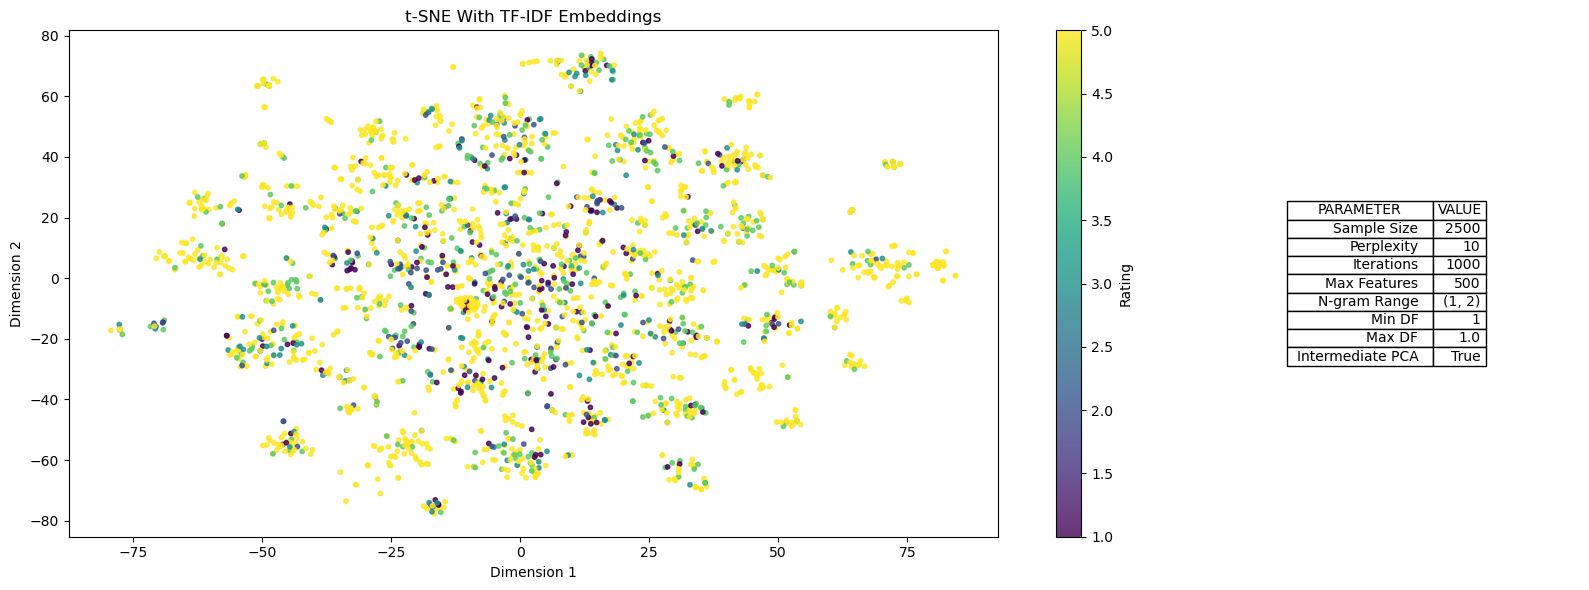 t-SNE With TF-IDF Embeddings
80
60
40
20
0
−20
−40
−60
−80
Dimension 2
−75
−50
−25
0
25
50
75
Dimension 1
5.0
4.5
4.0
3.5
3.0
2.5
2.0
1.5
1.0
Rating
PARAMETER VALUE
Sample Size 2500
Perplexity 10
Iterations 1000
Max Features 500
N-gram Range (1, 2)
Min DF 1
Max DF 1.0
Intermediate PCA True